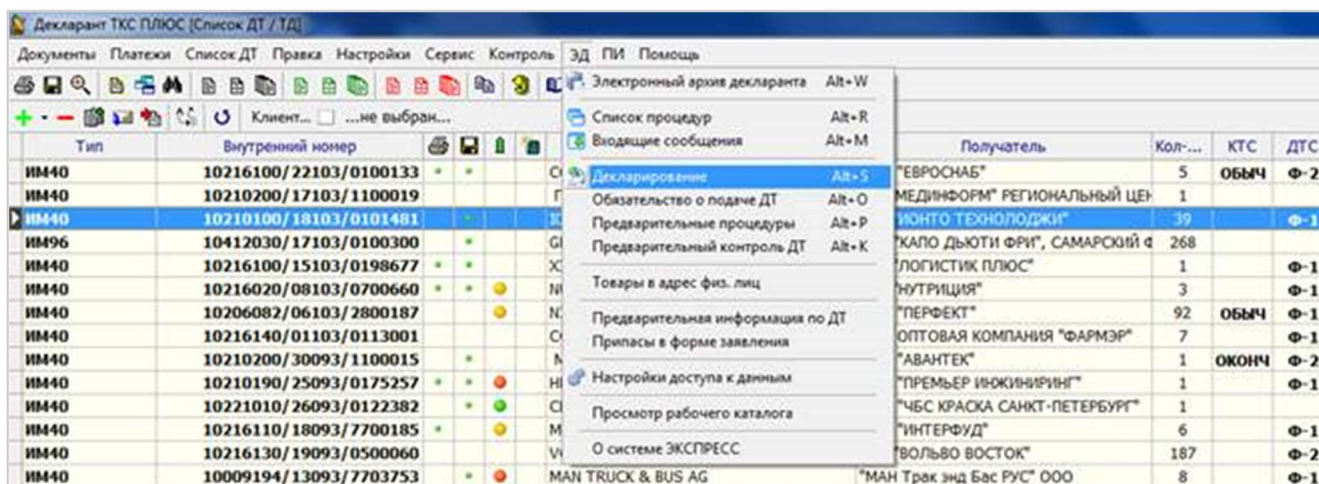 Декларант ТКС ПЛЮС [Список ДТ / ТД]
Документы Платежи Список ДТ Правка Настройки Сервис Контроль ЭД ПИ Помощь
Электронный архив декларанта Alt+W
Клиент... ...не выбран...
Список процедур Alt+R
Входящие сообщения Alt+M
Тип Внутренний номер Получатель Кол-... КТС ДТС
ИМ40 10216100/22103/0100133 "ЕВРОСНАБ" 5 ОБЫЧ Ф-2
Декларирование Alt+S
ИМ40 10210200/17103/1100019 МЕДИНФОРМ" РЕГИОНАЛЬНЫЙ ЦЕН 1
Обязательство о подаче ДТ Alt+O
ИМ40 10210100/18103/0101481 "ИОНТО ТЕХНОЛОДЖИ" 39 Ф-1
Предварительные процедуры Alt+P
ИМ96 10412030/17103/0100300 "КАПО ДЬЮТИ ФРИ", САМАРСКИЙ Ф 268
Предварительный контроль ДТ Alt+K
ИМ40 10216100/15103/0198677 ЛОГИСТИК ПЛЮС" 1 Ф-1
Товары в адрес физ. лиц
ИМ40 10216020/08103/0700660 "НУТРИЦИЯ" 3 Ф-1
ИМ40 10206082/06103/2800187 "ПЕРФЕКТ" 92 ОБЫЧ Ф-1
Предварительная информация по ДТ
ИМ40 10216140/01103/0113001 ОПТОВАЯ КОМПАНИЯ "ФАРМЭР" 7 Ф-1
Припасы в форме заявления
ИМ40 10210200/30093/1100015 "АВАНТЕК" 1 ОКОНЧ Ф-2
ИМ40 10210190/25093/0175257 "ПРЕМЬЕР ИНЖИНИРИНГ" 1 Ф-1
Настройки доступа к данным
ИМ40 10221010/26093/0122382 "ЧБС КРАСКА САНКТ-ПЕТЕРБУРГ" 1
Просмотр рабочего каталога
ИМ40 10216110/18093/7700185 "ИНТЕРФУД" 6 Ф-1
ИМ40 10216130/19093/0500060 "ВОЛЬВО ВОСТОК" 187 Ф-2
О системе ЭКСПРЕСС
ИМ40 10009194/13093/7703753 MAN TRUCK & BUS AG "МАН Трак энд Бас РУС" ООО 8 Ф-1